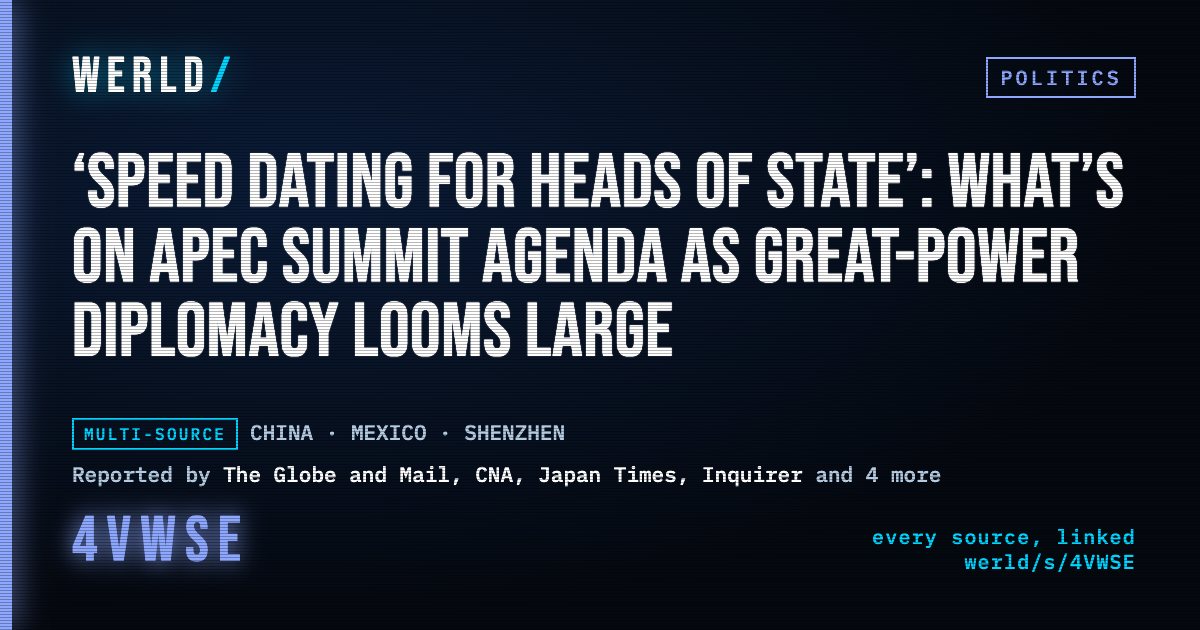 WERLD/
POLITICS
‘SPEED DATING FOR HEADS OF STATE’: WHAT’S
ON APEC SUMMIT AGENDA AS GREAT-POWER
DIPLOMACY LOOMS LARGE
MULTI-SOURCE CHINA · MEXICO · SHENZHEN
Reported by The Globe and Mail, CNA, Japan Times, Inquirer and 4 more
4VWSE
every source, linked
werld/s/4VWSE